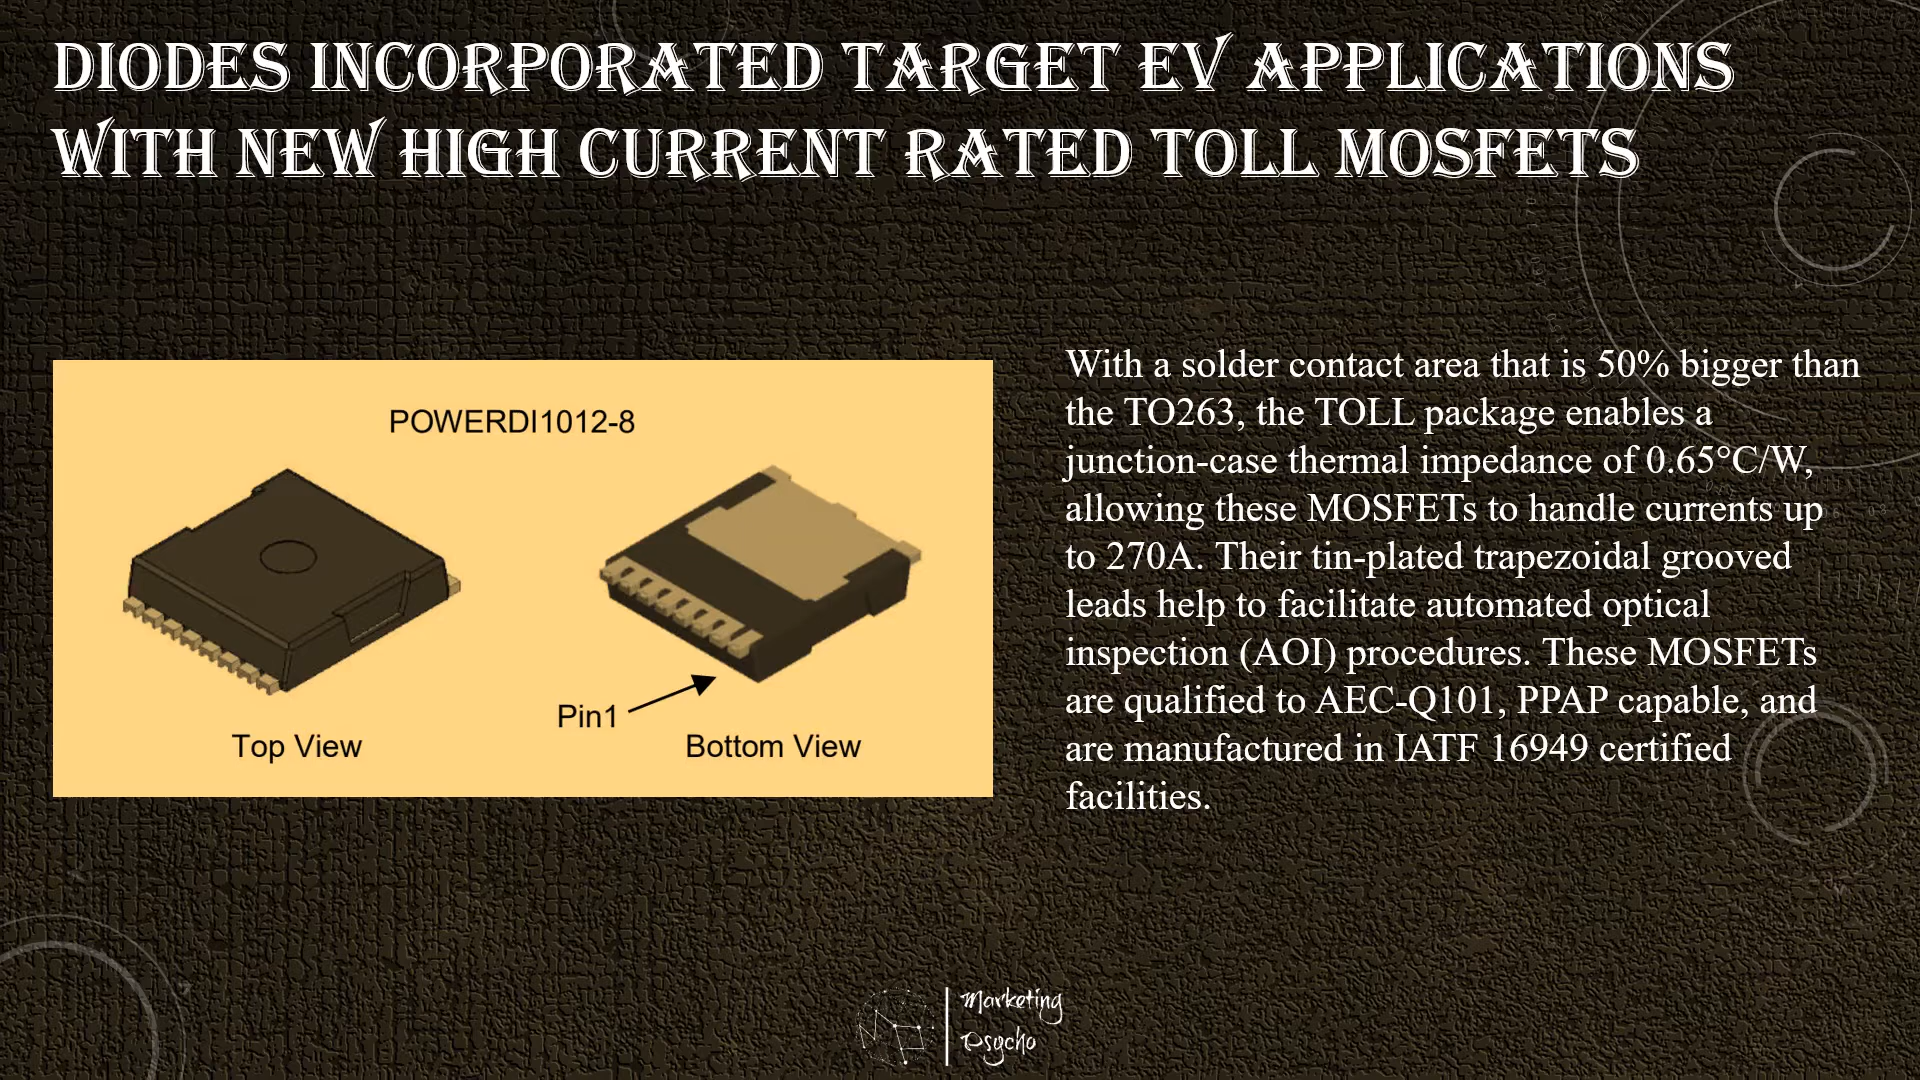 DIODES INCORPORATED TARGET EV APPLICATIONS
WITH NEW HIGH CURRENT RATED TOLL MOSFETS
POWERDI1012-8
Pin1
Top View
Bottom View
With a solder contact area that is 50% bigger than
the TO263, the TOLL package enables a
junction-case thermal impedance of 0.65°C/W,
allowing these MOSFETs to handle currents up
to 270A. Their tin-plated trapezoidal grooved
leads help to facilitate automated optical
inspection (AOI) procedures. These MOSFETs
are qualified to AEC-Q101, PPAP capable, and
are manufactured in IATF 16949 certified
facilities.
Marketing
Psycho